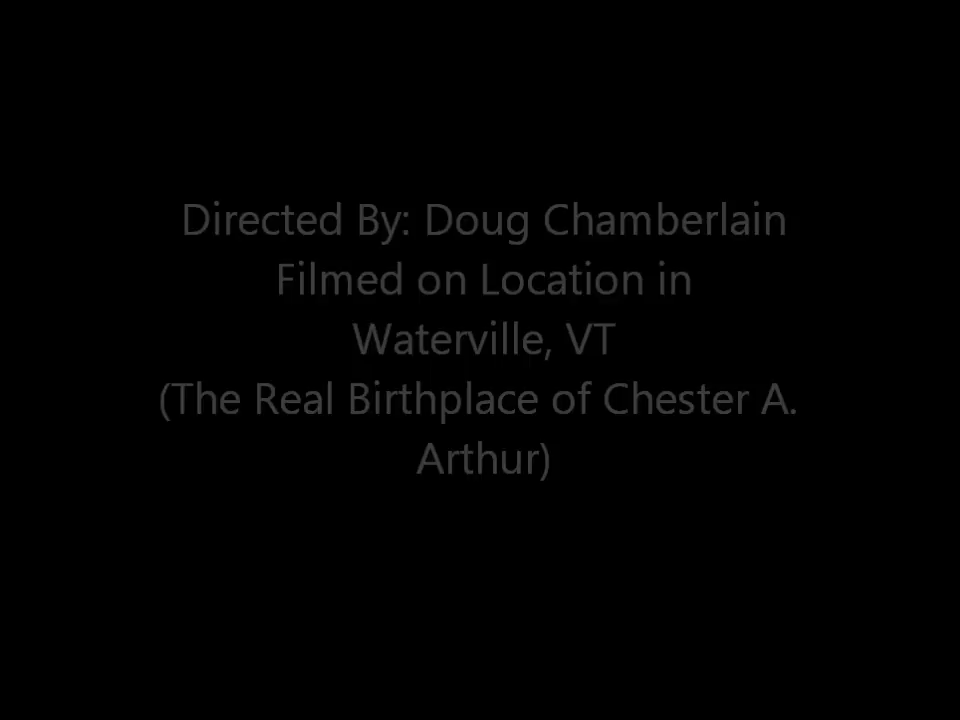 Directed By: Doug Chamberlain
Filmed on Location in
Waterville, VT
(The Real Birthplace of Chester A.
Arthur)